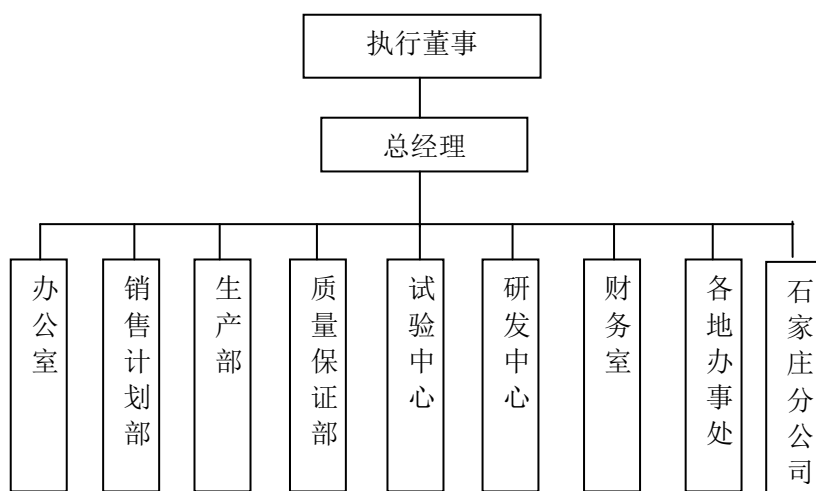 执行董事
总经理
办公室
销售计划部
生产部
质量保证部
试验中心
研发中心
财务室
各地办事处
石家庄分公司